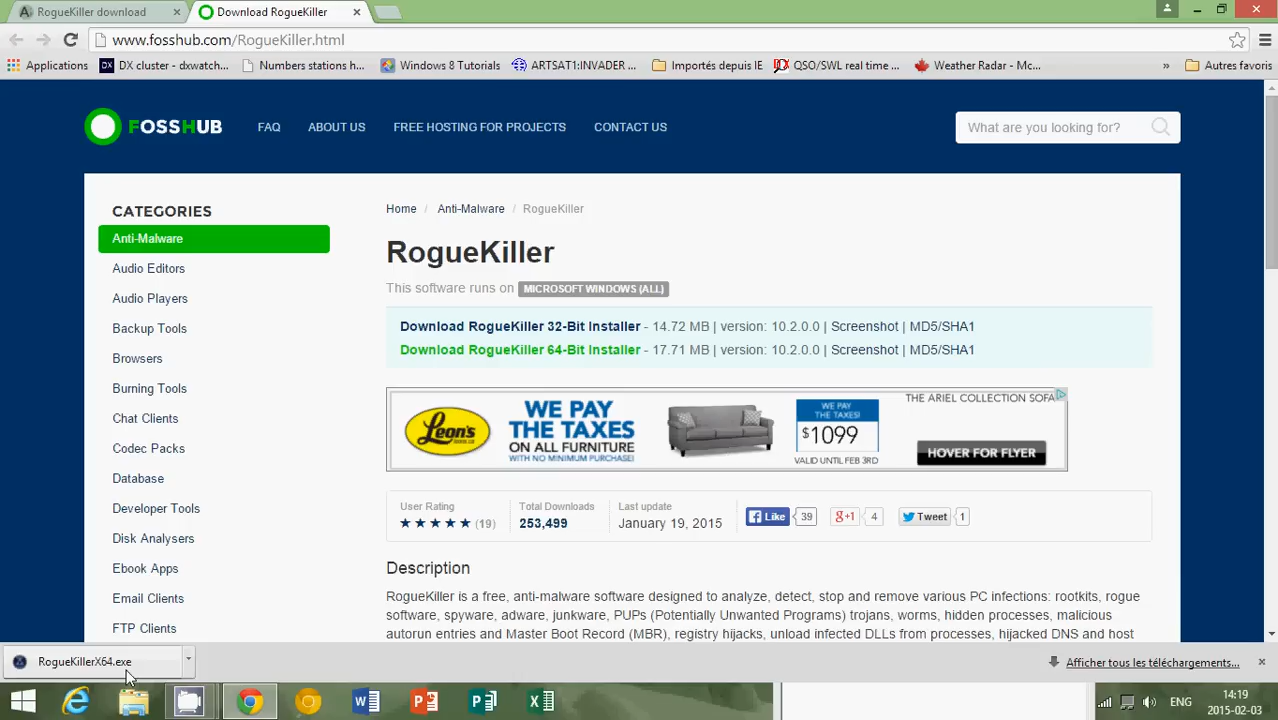 RogueKiller download
Download RogueKiller
www.fosshub.com/RogueKiller.html
Applications
DX cluster - dxwatch...
Numbers stations h...
Windows 8 Tutorials
ARTSAT1:INVADER ...
Importés depuis IE
QSO/SWL real time ...
Weather Radar - Mc...
»
Autres favoris
FOSSHUB
FAQ
ABOUT US
FREE HOSTING FOR PROJECTS
CONTACT US
What are you looking for?
CATEGORIES
Anti-Malware
Audio Editors
Audio Players
Backup Tools
Browsers
Burning Tools
Chat Clients
Codec Packs
Database
Developer Tools
Disk Analysers
Ebook Apps
Email Clients
FTP Clients
Home / Anti-Malware / RogueKiller
RogueKiller
This software runs on MICROSOFT WINDOWS (ALL)
Download RogueKiller 32-Bit Installer - 14.72 MB | version: 10.2.0.0 | Screenshot | MD5/SHA1
Download RogueKiller 64-Bit Installer - 17.71 MB | version: 10.2.0.0 | Screenshot | MD5/SHA1
Leon's
WE PAY
THE TAXES
ON ALL FURNITURE
WITH NO MINIMUM PURCHASE!
WE PAY
THE TAXES!
$1099
VALID UNTIL FEB 3RD
THE ARIEL COLLECTION SOFA
HOVER FOR FLYER
User Rating
(19)
Total Downloads
253,499
Last update
January 19, 2015
Like 39
g+1 4
Tweet 1
Description
RogueKiller is a free, anti-malware software designed to analyze, detect, stop and remove various PC infections: rootkits, rogue
software, spyware, adware, junkware, PUPs (Potentially Unwanted Programs) trojans, worms, hidden processes, malicious
autorun entries and Master Boot Record (MBR), registry hijacks, unload infected DLLs from processes, hijacked DNS and host
RogueKillerX64.exe
Afficher tous les téléchargements...
ENG
14:19
2015-02-03